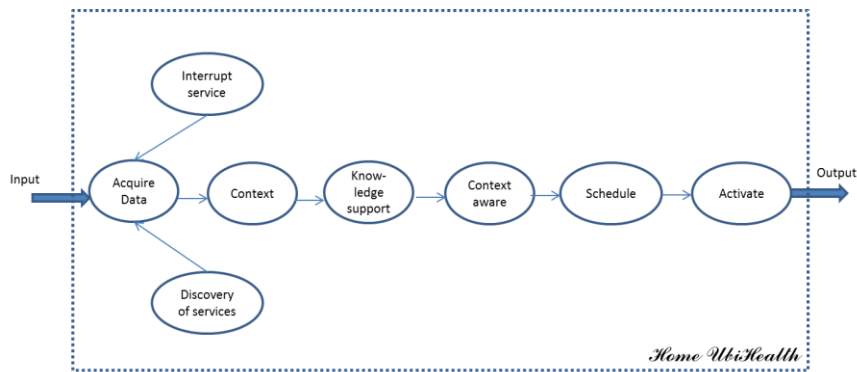 Interrupt
service
Input
Acquire
Data
Context
Know-
ledge
support
Context
aware
Schedule
Activate
Output
Discovery
of services
Home UbiHealth